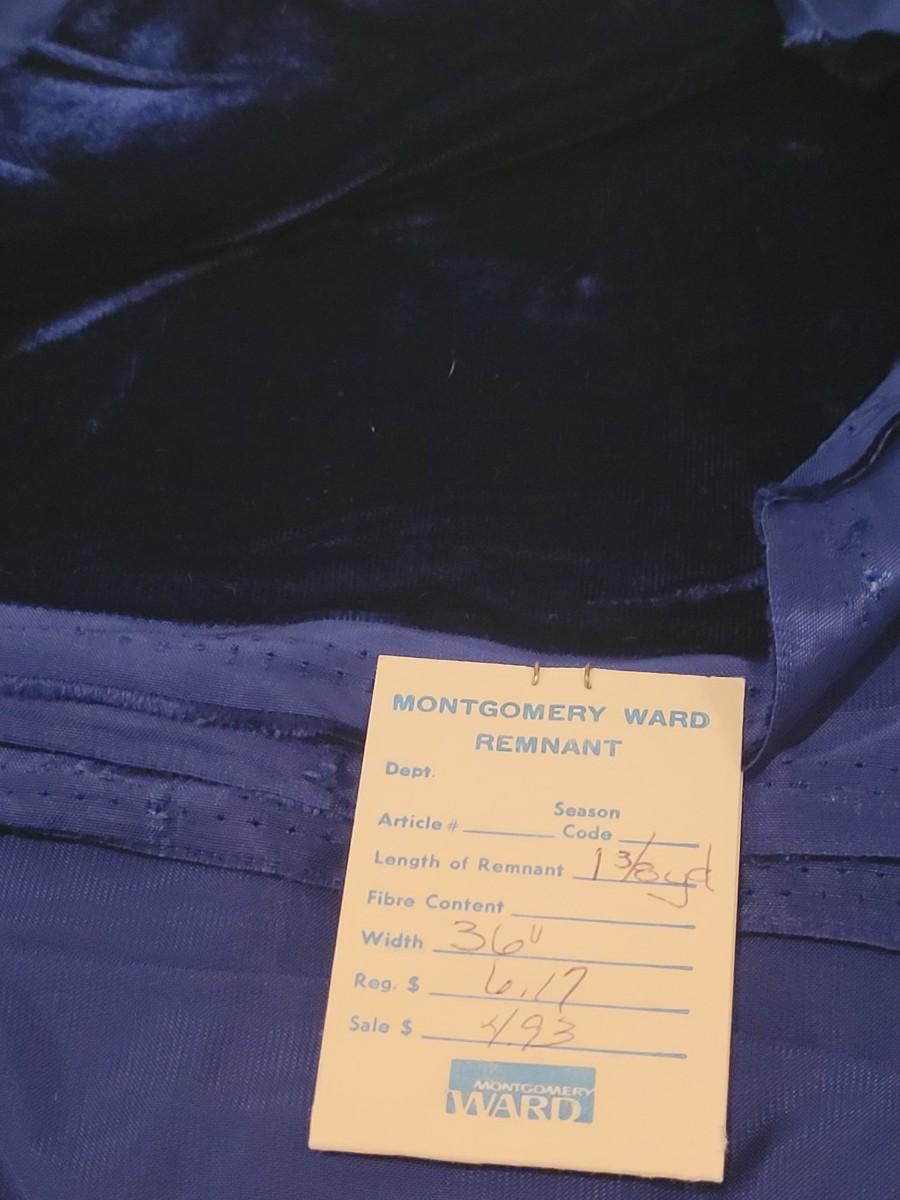 MONTGOMERY WARD
REMNANT
Dept.
Season
Article # Code
Length of Remnant 1 3/8 yd
Fibre Content
Width 36"
Reg. $ 6.17
Sale $ 4.93
MONTGOMERY
WARD